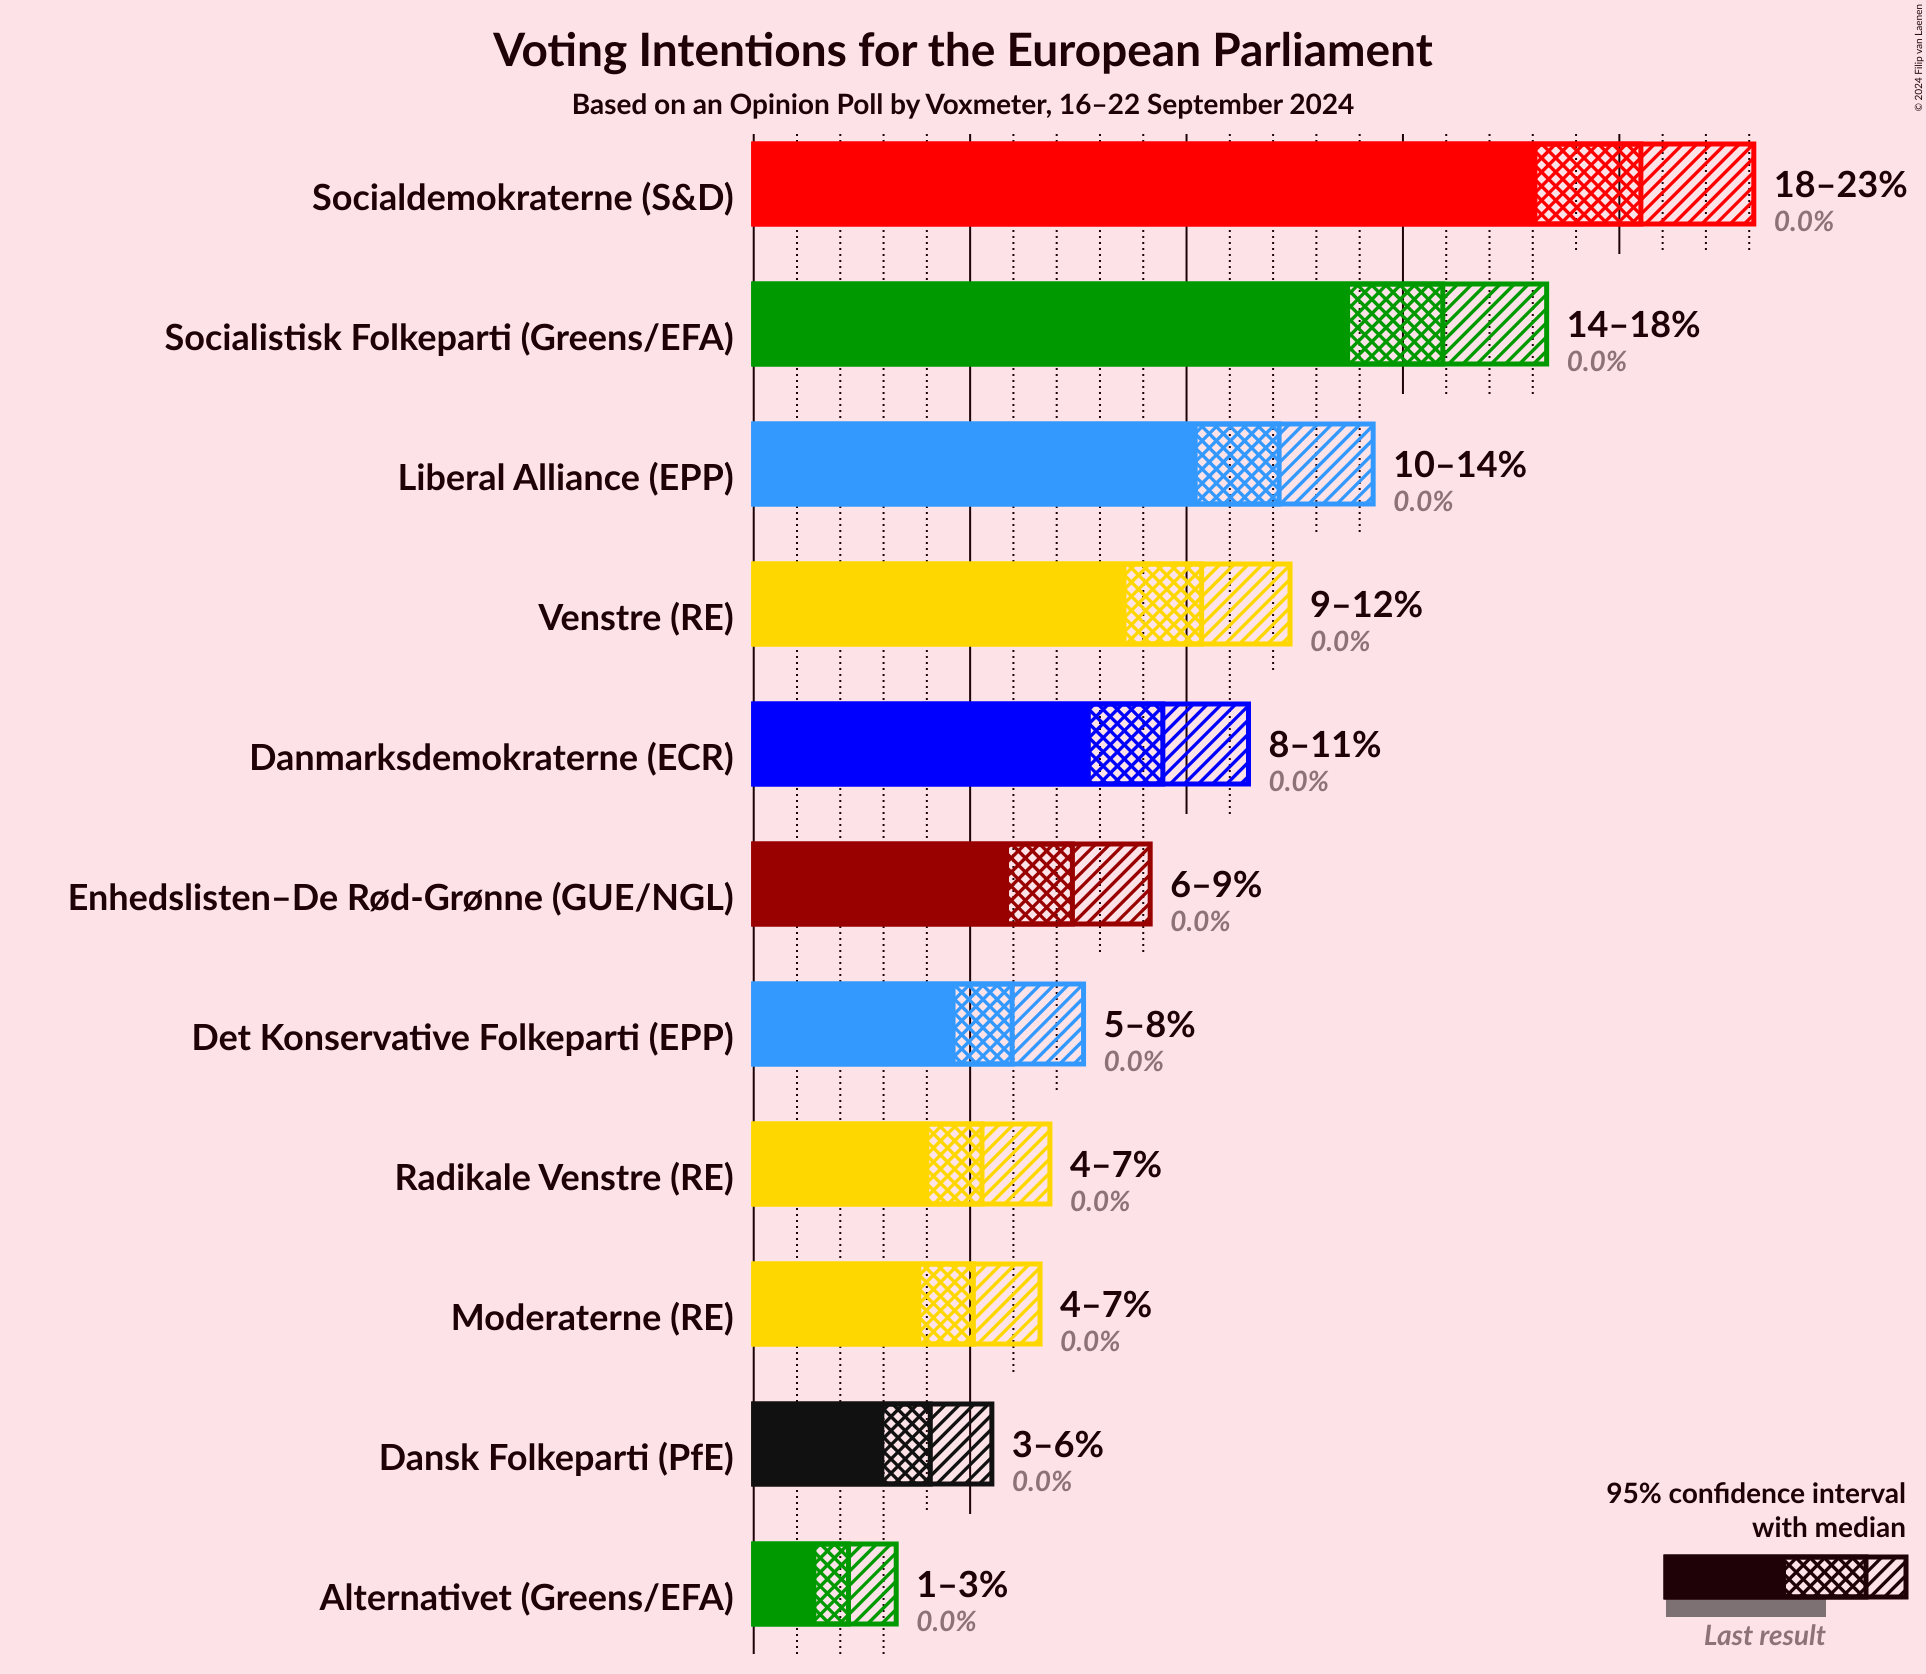 Voting Intentions for the European Parliament
Based on an Opinion Poll by Voxmeter, 16–22 September 2024
© 2024 Filip van Laenen
Socialdemokraterne (S&D)
18–23%
0.0%
Socialistisk Folkeparti (Greens/EFA)
14–18%
0.0%
Liberal Alliance (EPP)
10–14%
0.0%
Venstre (RE)
9–12%
0.0%
Danmarksdemokraterne (ECR)
8–11%
0.0%
Enhedslisten–De Rød-Grønne (GUE/NGL)
6–9%
0.0%
Det Konservative Folkeparti (EPP)
5–8%
0.0%
Radikale Venstre (RE)
4–7%
0.0%
Moderaterne (RE)
4–7%
0.0%
Dansk Folkeparti (PfE)
3–6%
0.0%
Alternativet (Greens/EFA)
1–3%
0.0%
95% confidence interval
with median
Last result